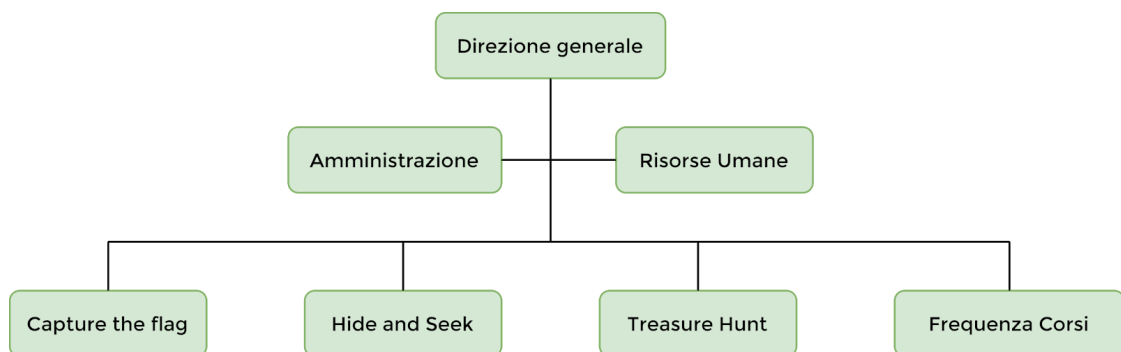 Direzione generale
Amministrazione
Risorse Umane
Capture the flag
Hide and Seek
Treasure Hunt
Frequenza Corsi